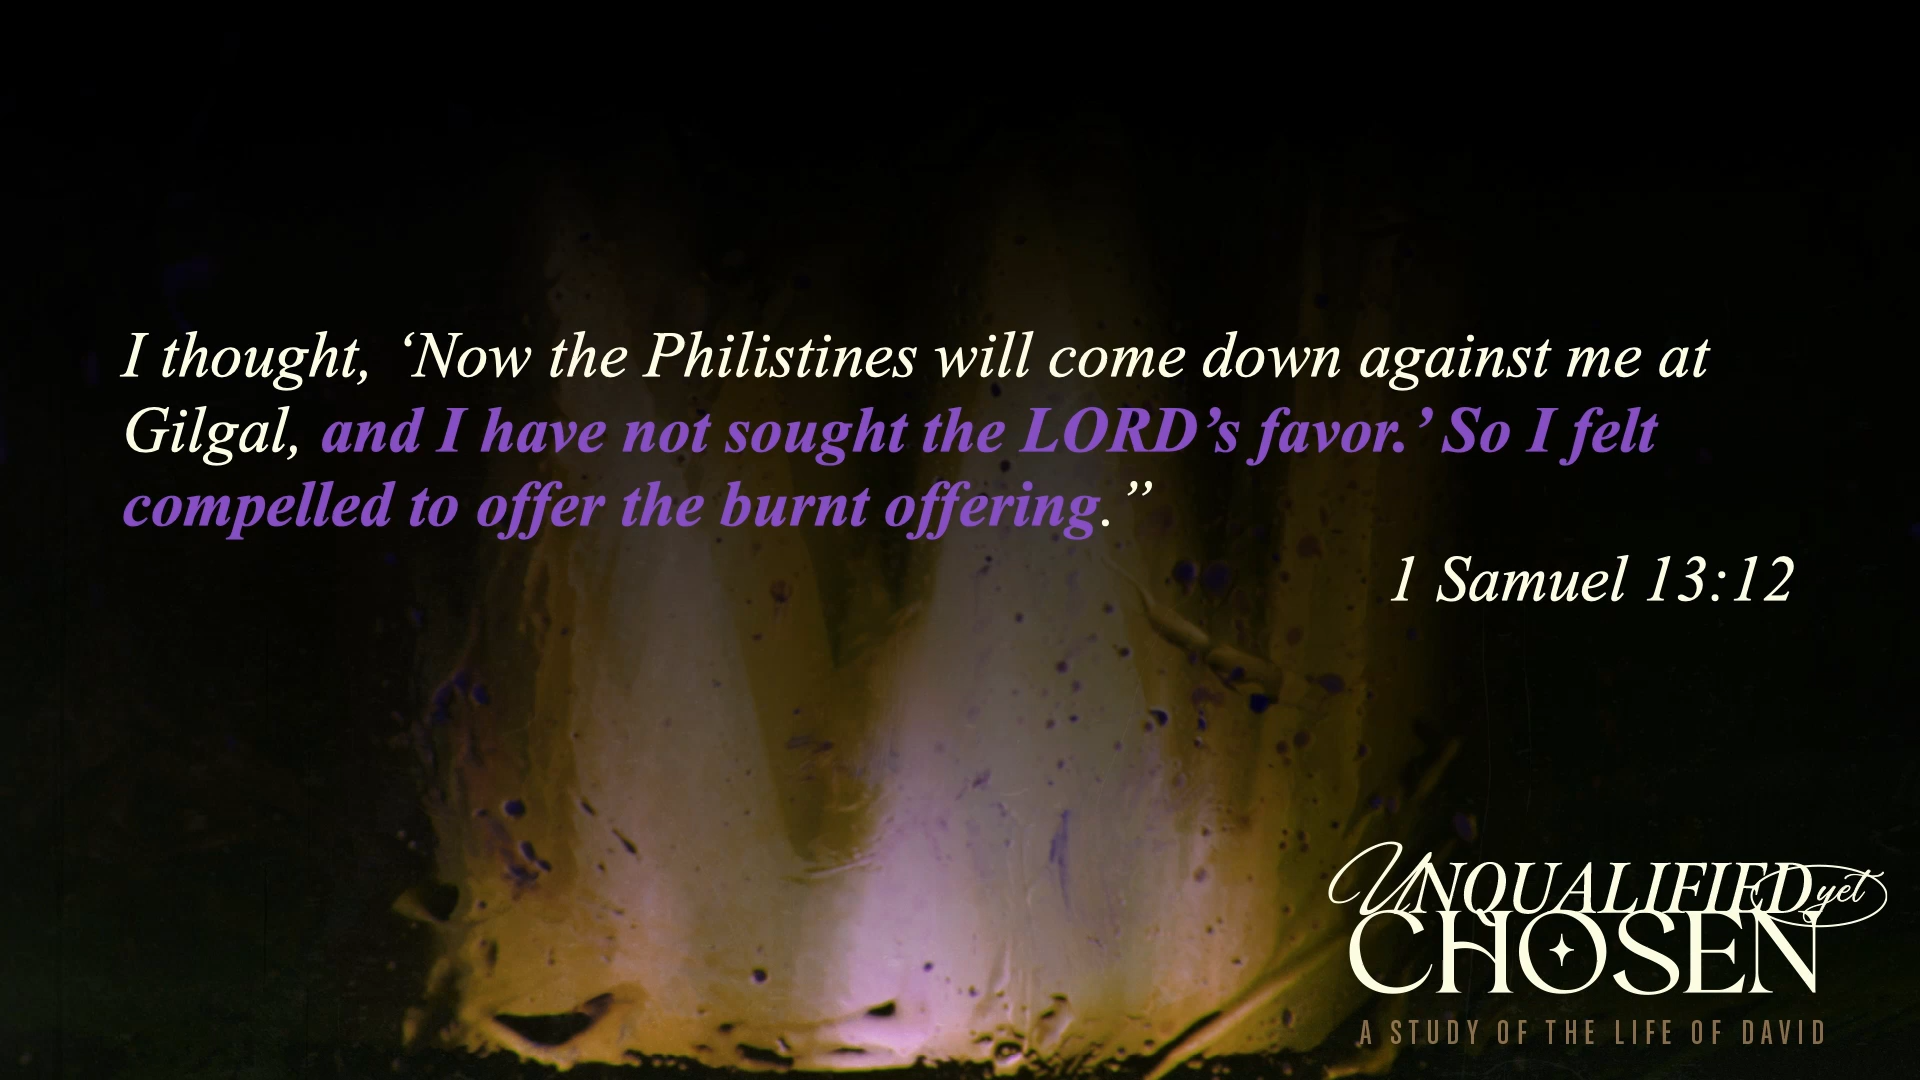 I thought, ‘Now the Philistines will come down against me at
Gilgal, and I have not sought the LORD’s favor.’ So I felt
compelled to offer the burnt offering.”
1 Samuel 13:12
UNQUALIFIED yet
CHOSEN
A STUDY OF THE LIFE OF DAVID